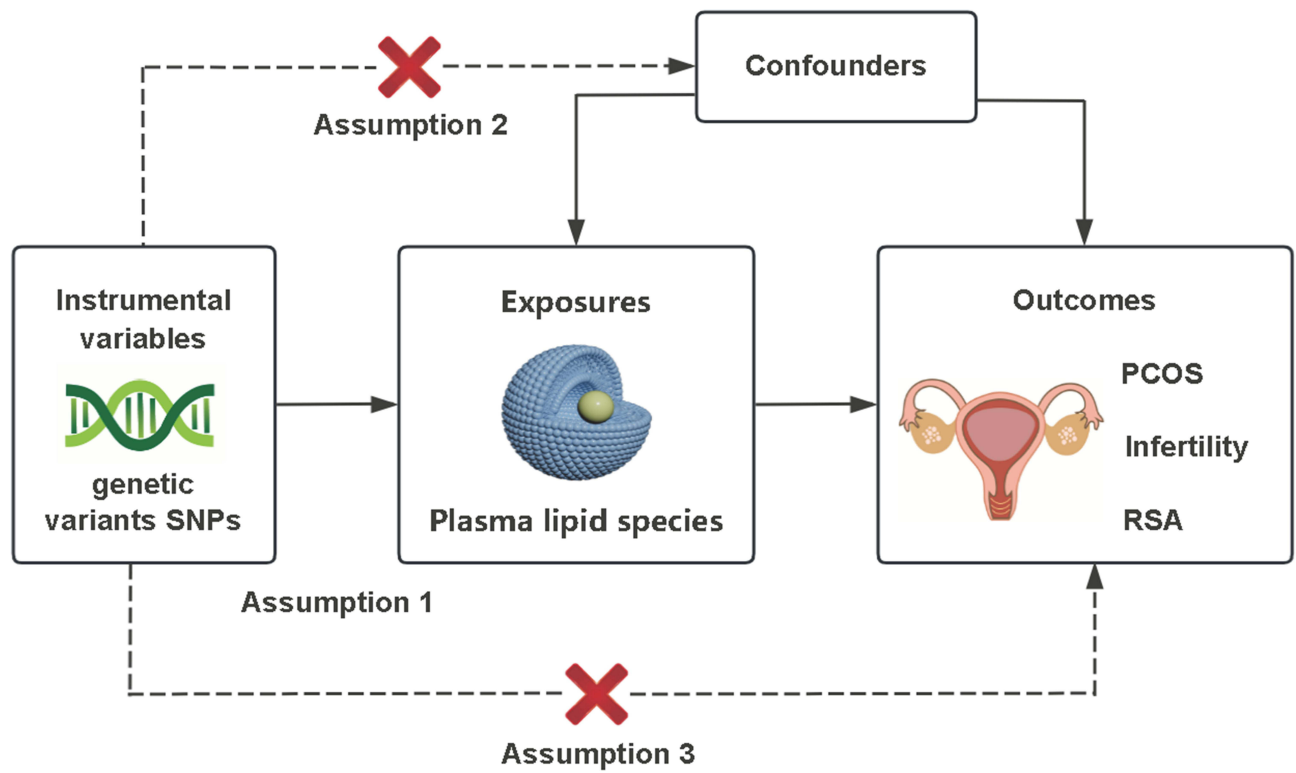 Confounders
Assumption 2
Instrumental
variables
genetic
variants SNPs
Exposures
Plasma lipid species
Outcomes
PCOS
Infertility
RSA
Assumption 1
Assumption 3